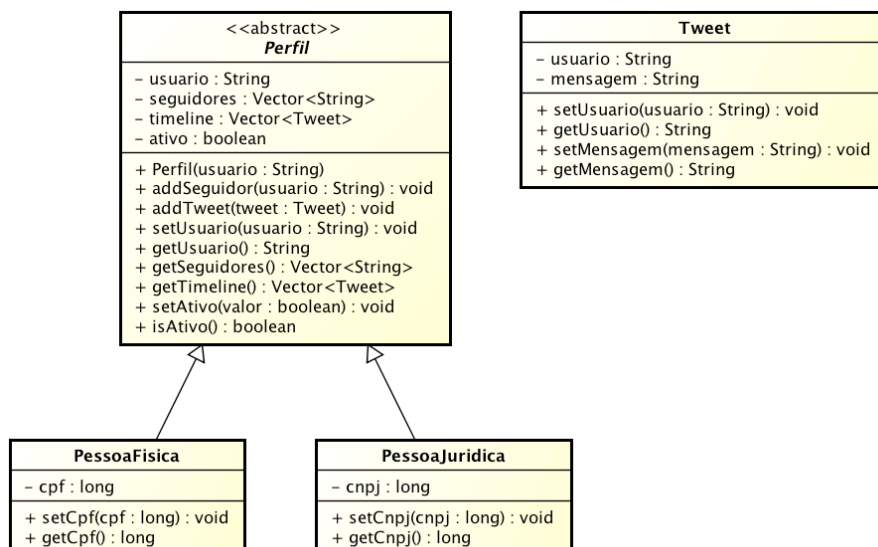 <<abstract>>
Perfil
– usuario : String
– seguidores : Vector<String>
– timeline : Vector<Tweet>
– ativo : boolean
+ Perfil(usuario : String)
+ addSeguidor(usuario : String) : void
+ addTweet(tweet : Tweet) : void
+ setUsuario(usuario : String) : void
+ getUsuario() : String
+ getSeguidores() : Vector<String>
+ getTimeline() : Vector<Tweet>
+ setAtivo(valor : boolean) : void
+ isAtivo() : boolean
Tweet
– usuario : String
– mensagem : String
+ setUsuario(usuario : String) : void
+ getUsuario() : String
+ setMensagem(mensagem : String) : void
+ getMensagem() : String
PessoaFisica
– cpf : long
+ setCpf(cpf : long) : void
+ getCpf() : long
PessoaJuridica
– cnpj : long
+ setCnpj(cnpj : long) : void
+ getCnpj() : long